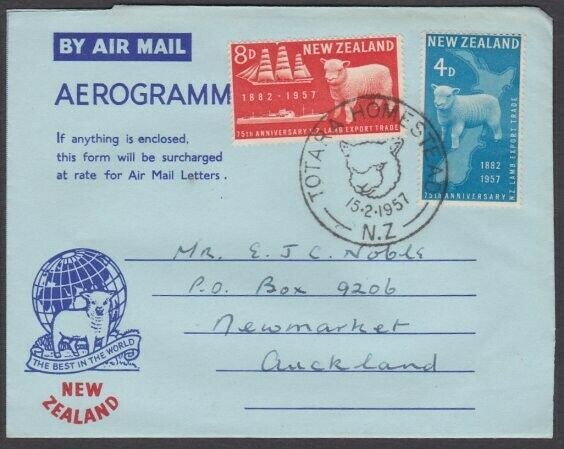 BY AIR MAIL
AEROGRAMM
If anything is enclosed,
this form will be surcharged
at rate for Air Mail Letters.
8D NEW ZEALAND
1882 - 1957
75th ANNIVERSARY N.Z. LAMB EXPORT TRADE
NEW ZEALAND
4D
1882
1957
75th ANNIVERSARY N.Z. LAMB EXPORT TRADE
TOTARA HOMESTEA
15·2·1957
N.Z
Mr. E. J. C. Noble
P.O. Box 9206
Newmarket
Auckland
THE BEST IN THE WORLD
NEW
ZEALAND